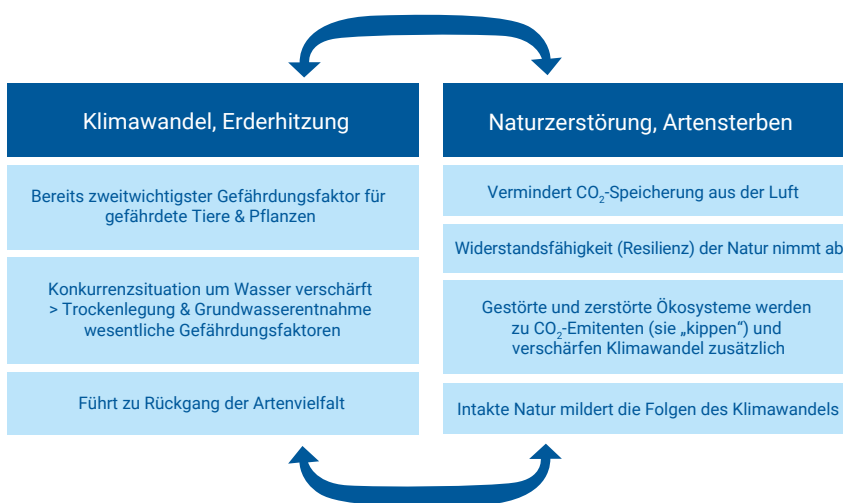 Klimawandel, Erderhitzung
Bereits zweitwichtigster Gefährdungsfaktor für
gefährdete Tiere & Pflanzen
Konkurrenzsituation um Wasser verschärft
> Trockenlegung & Grundwasserentnahme
wesentliche Gefährdungsfaktoren
Führt zu Rückgang der Artenvielfalt
Naturzerstörung, Artensterben
Vermindert CO₂-Speicherung aus der Luft
Widerstandsfähigkeit (Resilienz) der Natur nimmt ab
Gestörte und zerstörte Ökosysteme werden
zu CO₂-Emitenten (sie „kippen“) und
verschärfen Klimawandel zusätzlich
Intakte Natur mildert die Folgen des Klimawandels